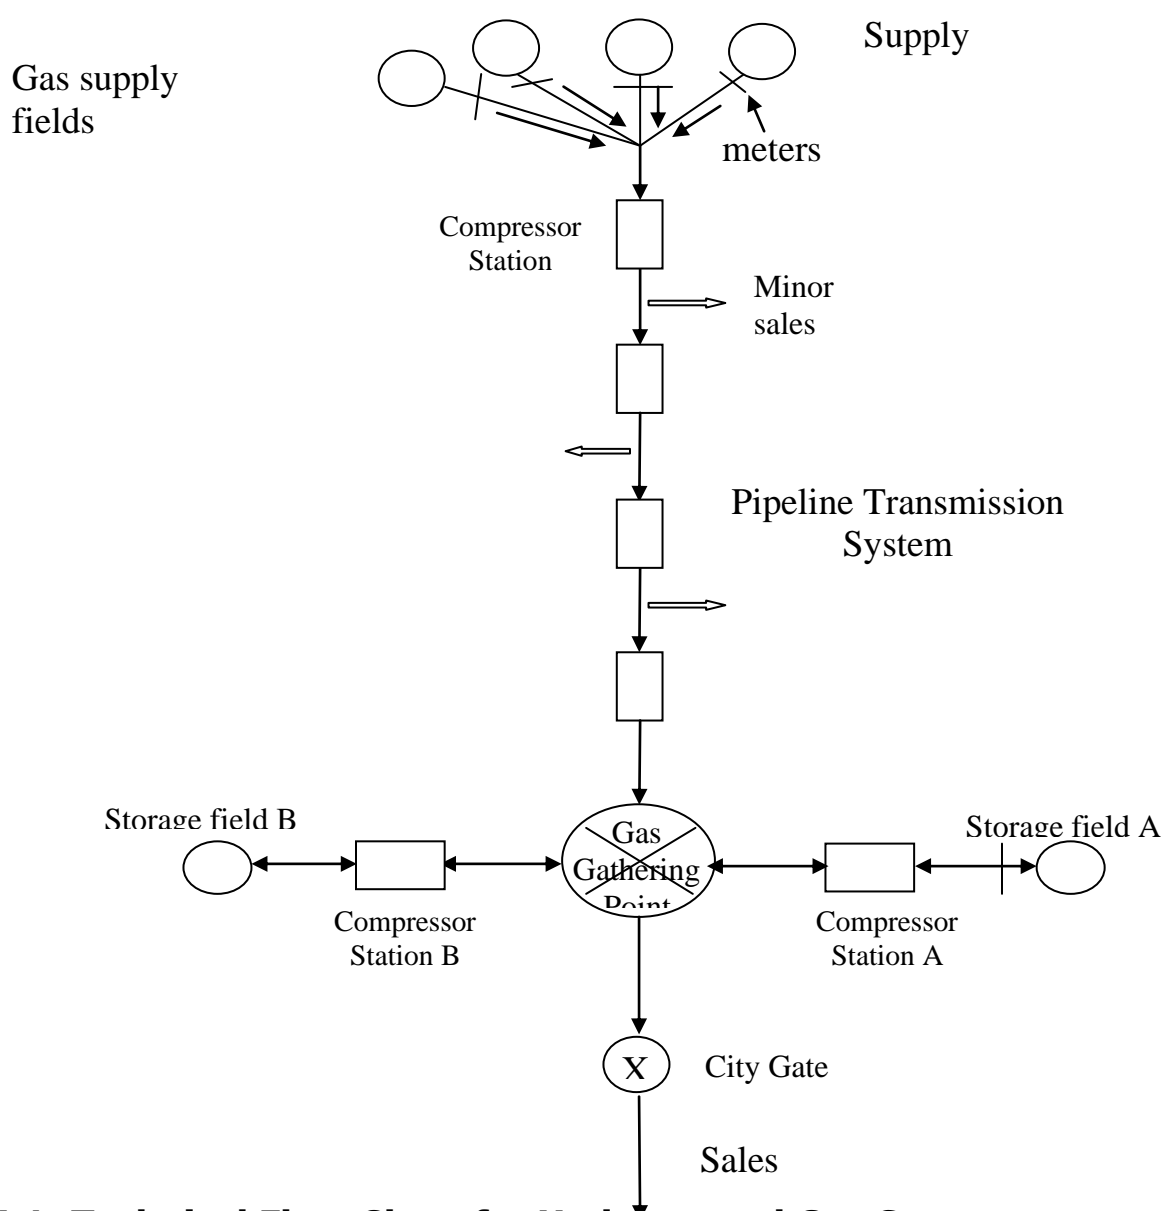 Supply
Gas supply
fields
meters
Compressor
Station
Minor
sales
Pipeline Transmission
System
Storage field B
Storage field A
Gas
Gathering
Point
Compressor
Station B
Compressor
Station A
X
City Gate
Sales